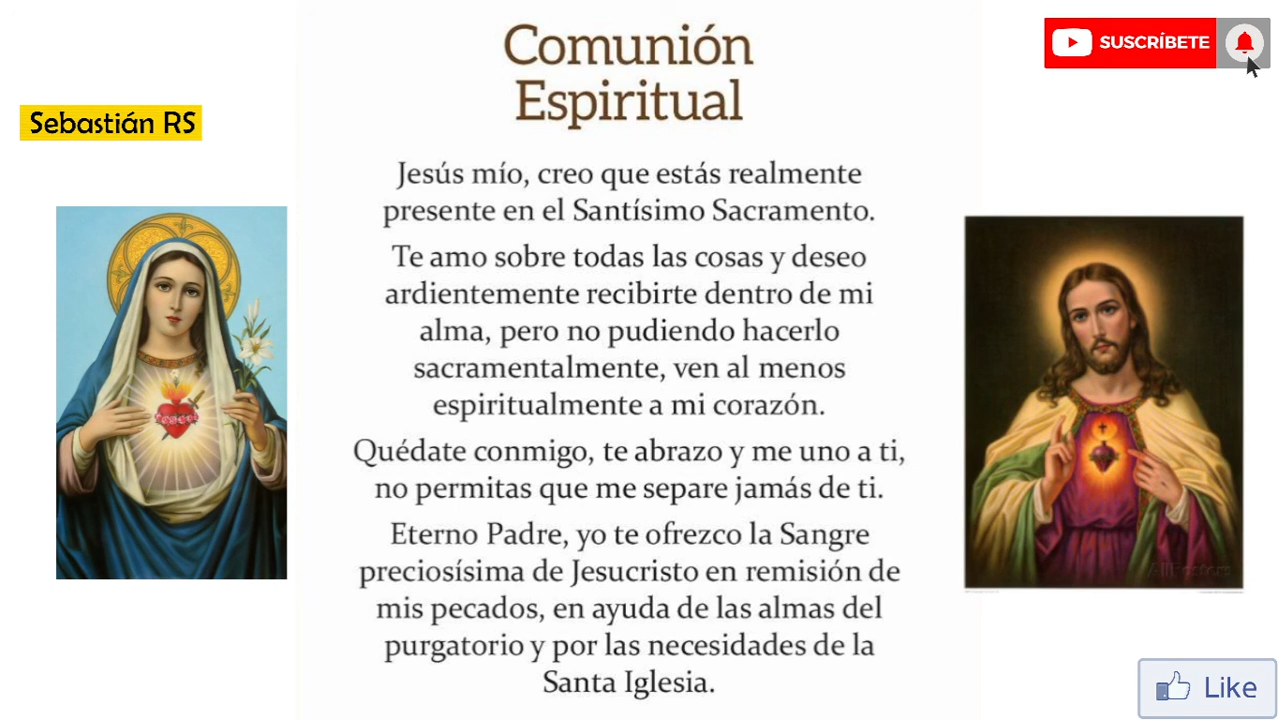 Comunión
Espiritual
SUSCRÍBETE
Sebastián RS
Jesús mío, creo que estás realmente
presente en el Santísimo Sacramento.
Te amo sobre todas las cosas y deseo
ardientemente recibirte dentro de mi
alma, pero no pudiendo hacerlo
sacramentalmente, ven al menos
espiritualmente a mi corazón.
Quédate conmigo, te abrazo y me uno a ti,
no permitas que me separe jamás de ti.
Eterno Padre, yo te ofrezco la Sangre
preciosísima de Jesucristo en remisión de
mis pecados, en ayuda de las almas del
purgatorio y por las necesidades de la
Santa Iglesia.
AllPosters
Like